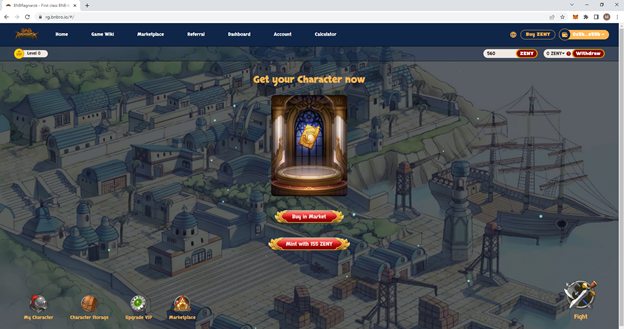 BNBRagnarok - First class BNB
rg.bnbro.io/#/
Home
Game Wiki
Marketplace
Referral
Dashboard
Account
Calculator
Buy ZENY
Level 0
560
ZENY
0 ZENY
Withdraw
Get your Character now
Buy in Market
Mint with 155 ZENY
My Character
Character Storage
Upgrade VIP
Marketplace
Fight